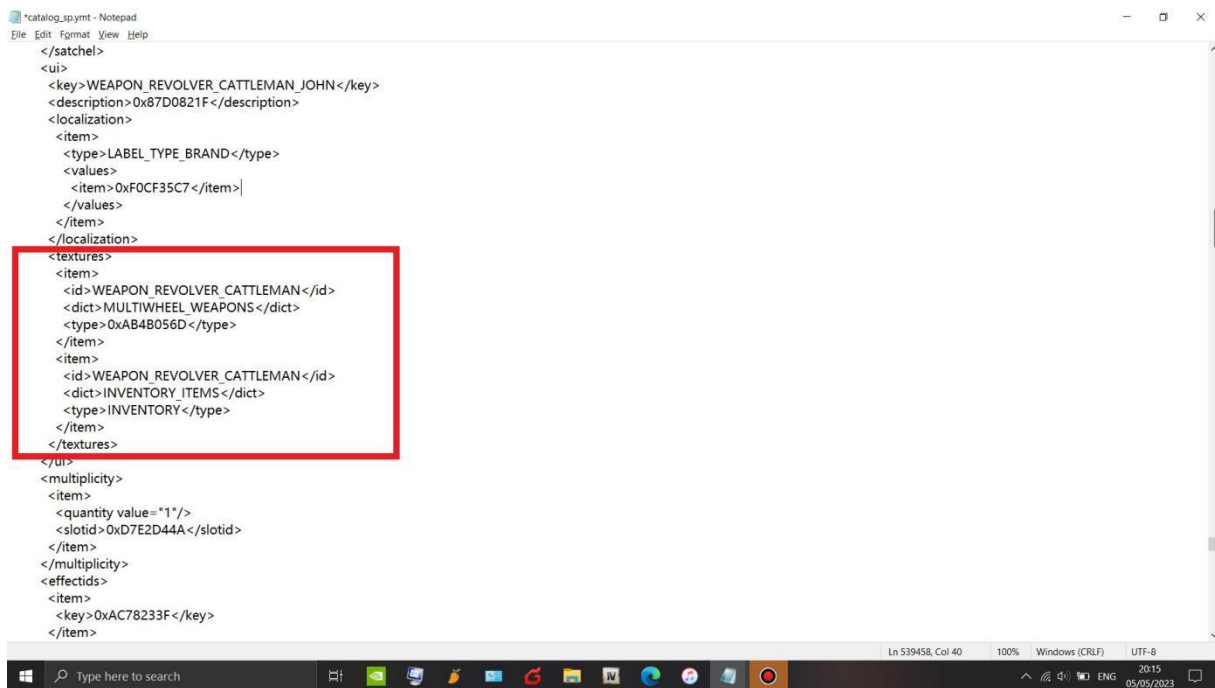 *catalog_sp.ymt - Notepad
File Edit Format View Help
</satchel>
<ui>
<key>WEAPON_REVOLVER_CATTLEMAN_JOHN</key>
<description>0x87D0821F</description>
<localization>
<item>
<type>LABEL_TYPE_BRAND</type>
<values>
<item>0xF0CF35C7</item>
</values>
</item>
</localization>
<textures>
<item>
<id>WEAPON_REVOLVER_CATTLEMAN</id>
<dict>MULTIWHEEL_WEAPONS</dict>
<type>0xAB4B056D</type>
</item>
<item>
<id>WEAPON_REVOLVER_CATTLEMAN</id>
<dict>INVENTORY_ITEMS</dict>
<type>INVENTORY</type>
</item>
</textures>
</ui>
<multiplicity>
<item>
<quantity value="1"/>
<slotid>0xD7E2D44A</slotid>
</item>
</multiplicity>
<effectids>
<item>
<key>0xAC78233F</key>
</item>
Ln 539458, Col 40 100% Windows (CRLF) UTF-8
Type here to search IV ENG 20:15
05/05/2023